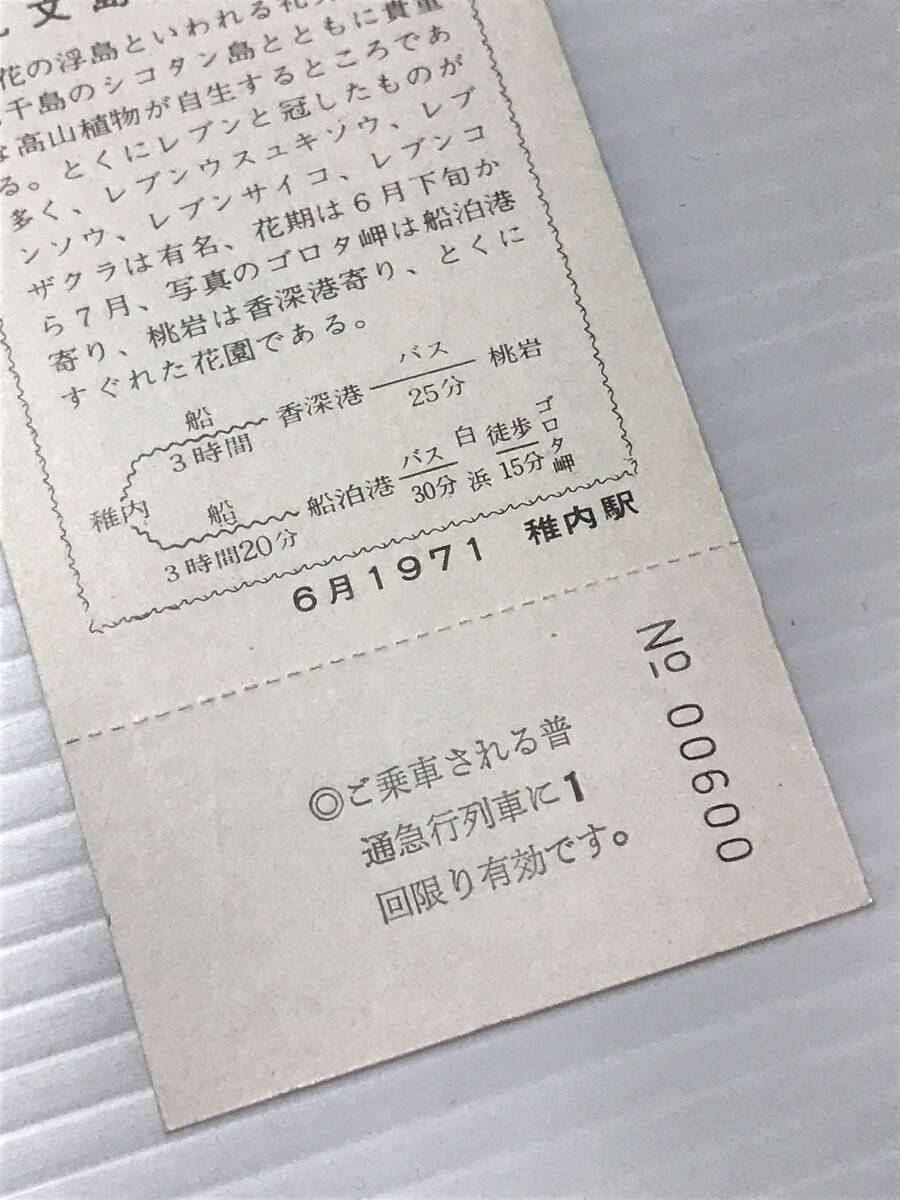 文島
花の浮島といわれる礼文
千島のシコタン島とともに貴重
な高山植物が自生するところであ
る。とくにレブンと冠したものが
多く、レブンウスユキソウ、レブ
ンソウ、レブンサイコ、レブンコ
ザクラは有名、花期は6月下旬か
ら7月、写真のゴロタ岬は船泊港
寄り、桃岩は香深港寄り、とくに
すぐれた花園である。
船 香深港 バス 桃岩
3時間 25分
稚内 船 船泊港 バス 白浜 徒歩 ゴロタ岬
3時間20分 30分 15分
6月1971 稚内駅
№ 00600
◎ご乗車される普
通急行列車に1
回限り有効です。